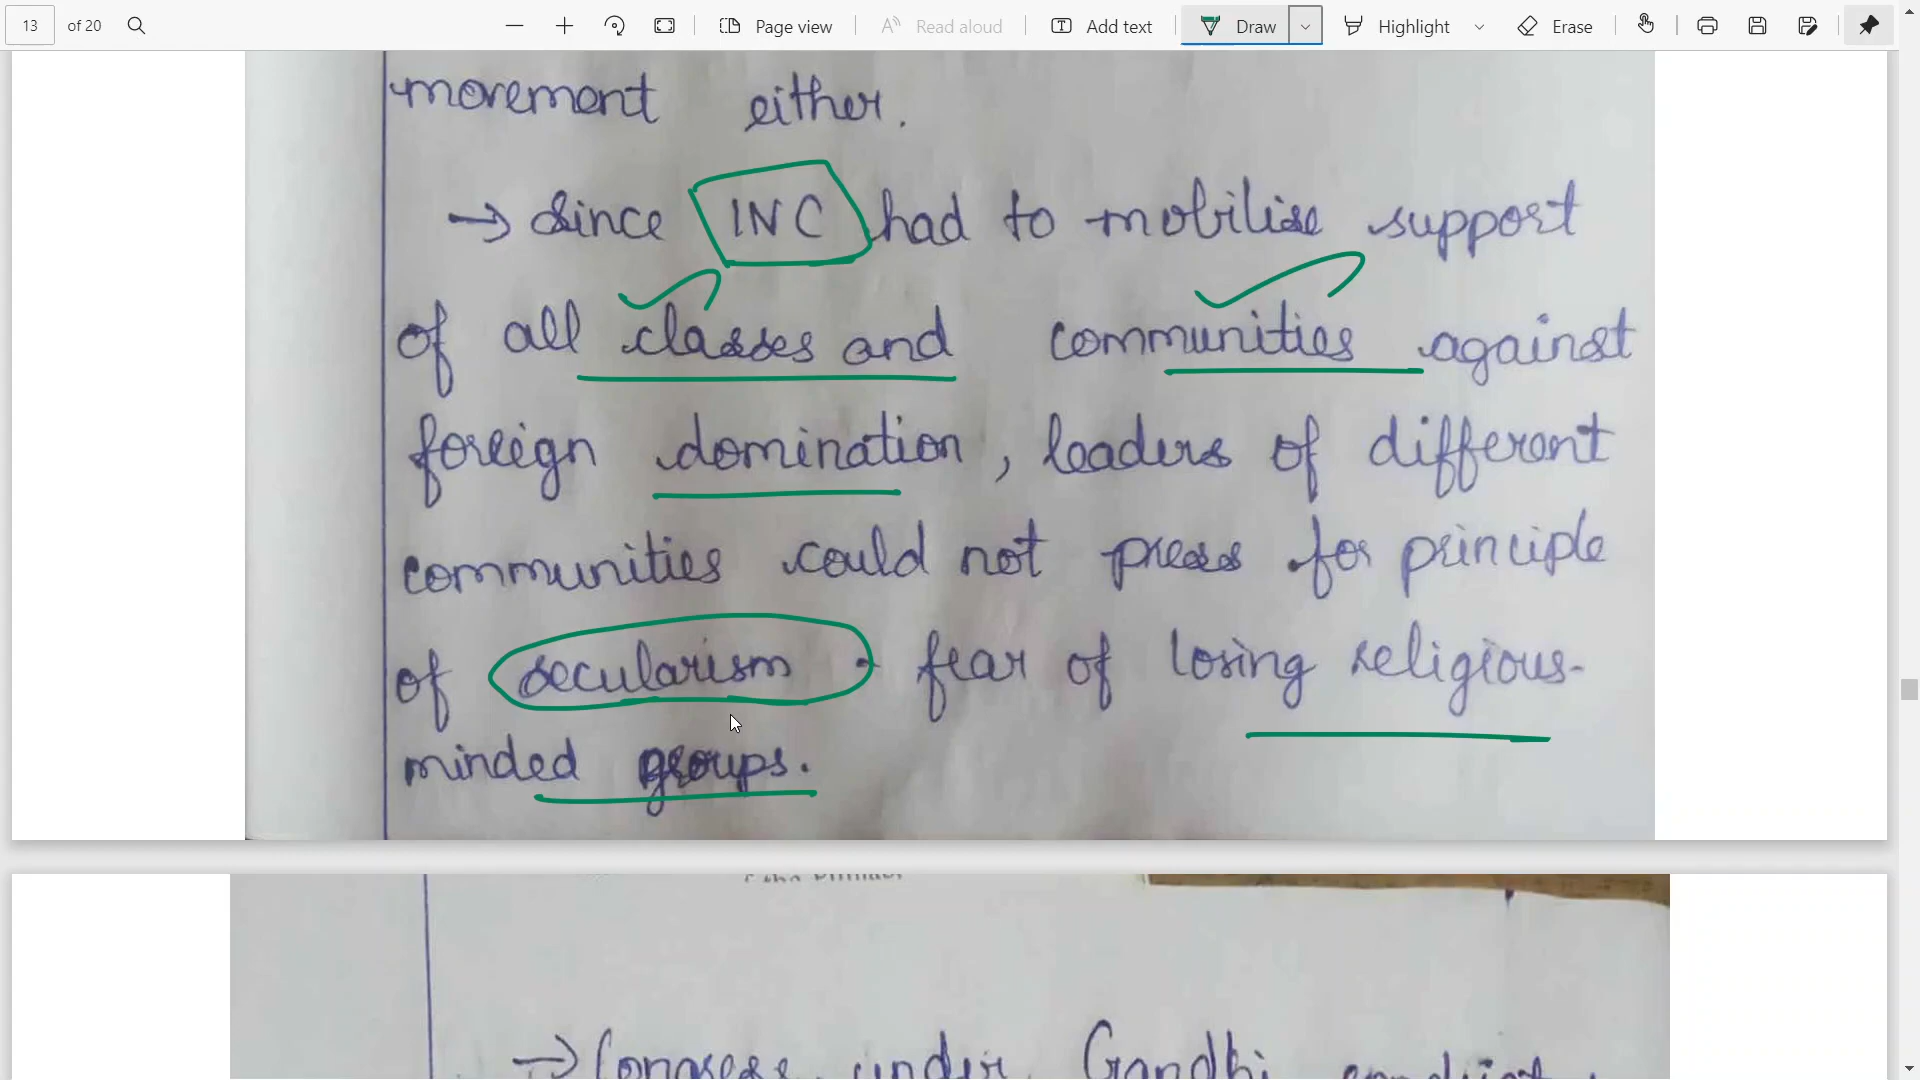 13 of 20 Page view Read aloud Add text Draw Highlight Erase
movement either.
→ Since INC had to mobilise support
of all classes and communities against
foreign domination, leaders of different
communities could not press for principle
of secularism . fear of losing religious-
minded groups.
→ Congress under Gandhi